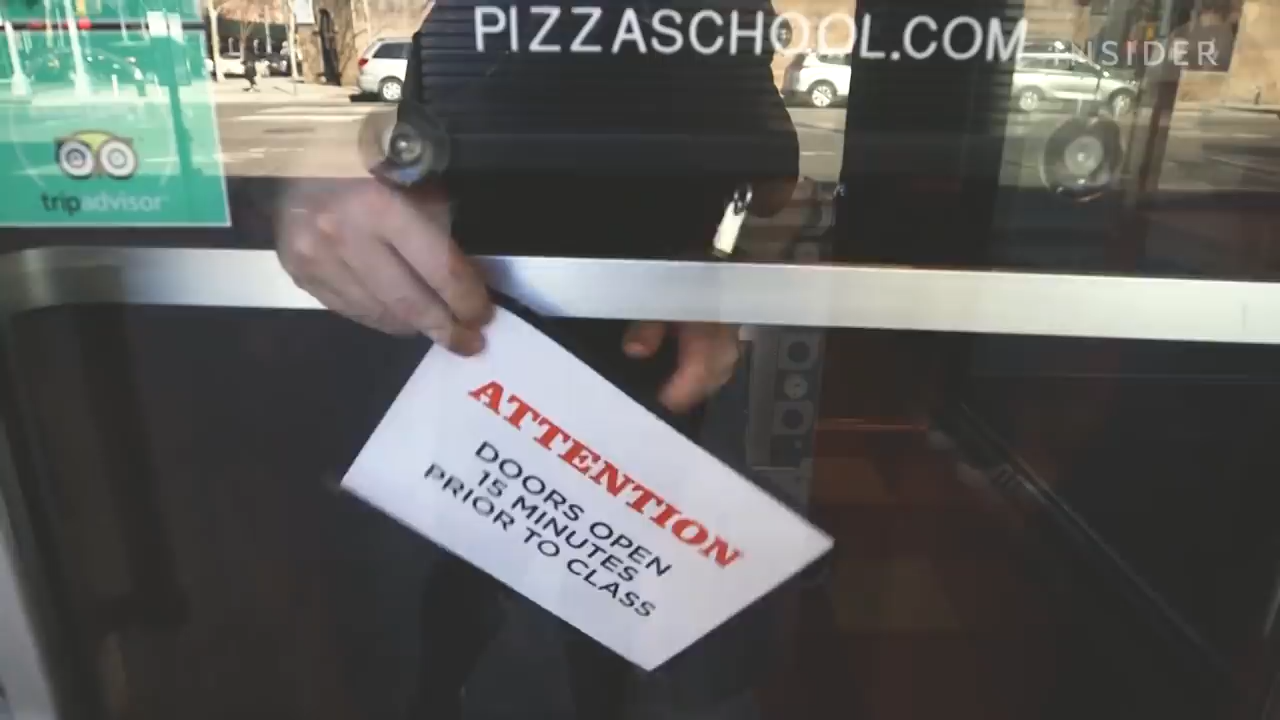 PIZZASCHOOL.COM
INSIDER
tripadvisor
ATTENTION
DOORS OPEN
15 MINUTES
PRIOR TO CLASS